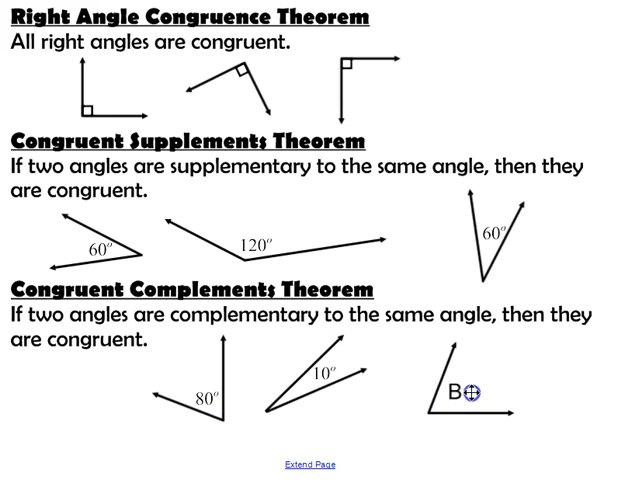 Right Angle Congruence Theorem
All right angles are congruent.
Congruent Supplements Theorem
If two angles are supplementary to the same angle, then they
are congruent.
60°
120°
60°
Congruent Complements Theorem
If two angles are complementary to the same angle, then they
are congruent.
80°
10°
B
Extend Page